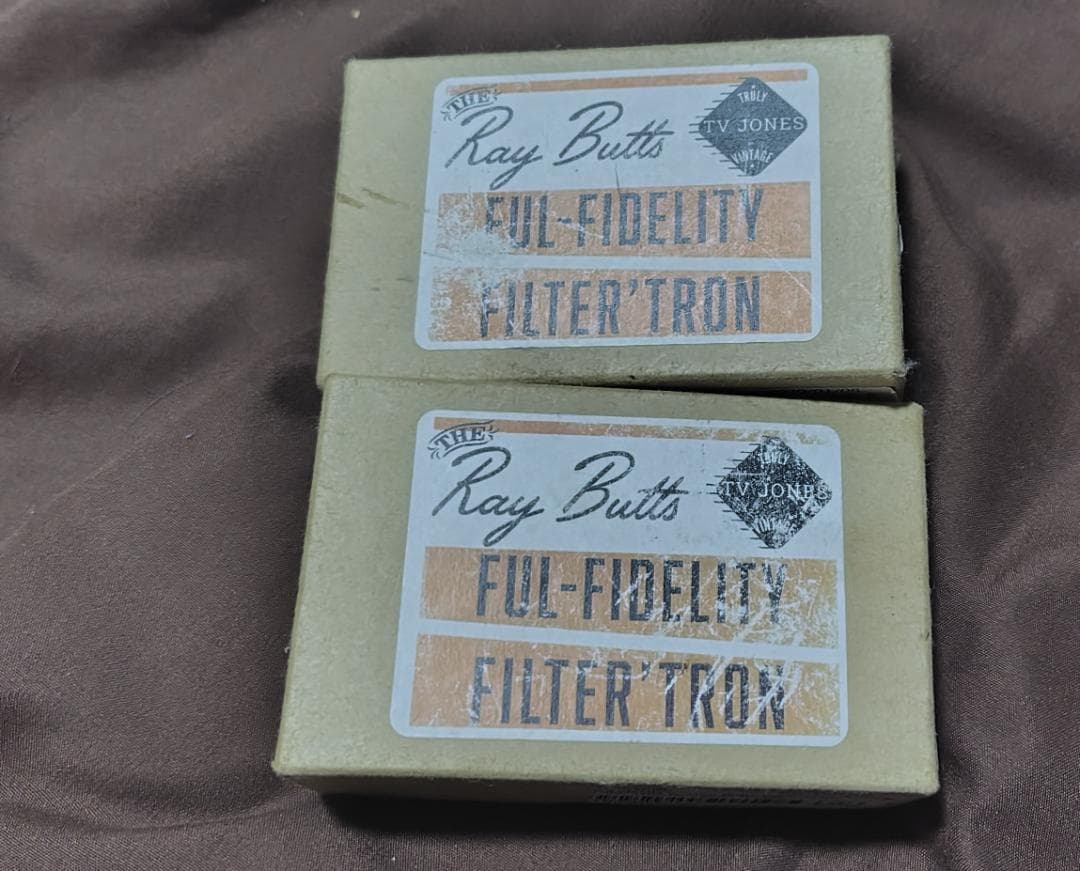 THE
Ray Butts
TRULY
TV JONES
VINTAGE
FUL-FIDELITY
FILTER'TRON
THE
Ray Butts
TRULY
TV JONES
FUL-FIDELITY
FILTER'TRON